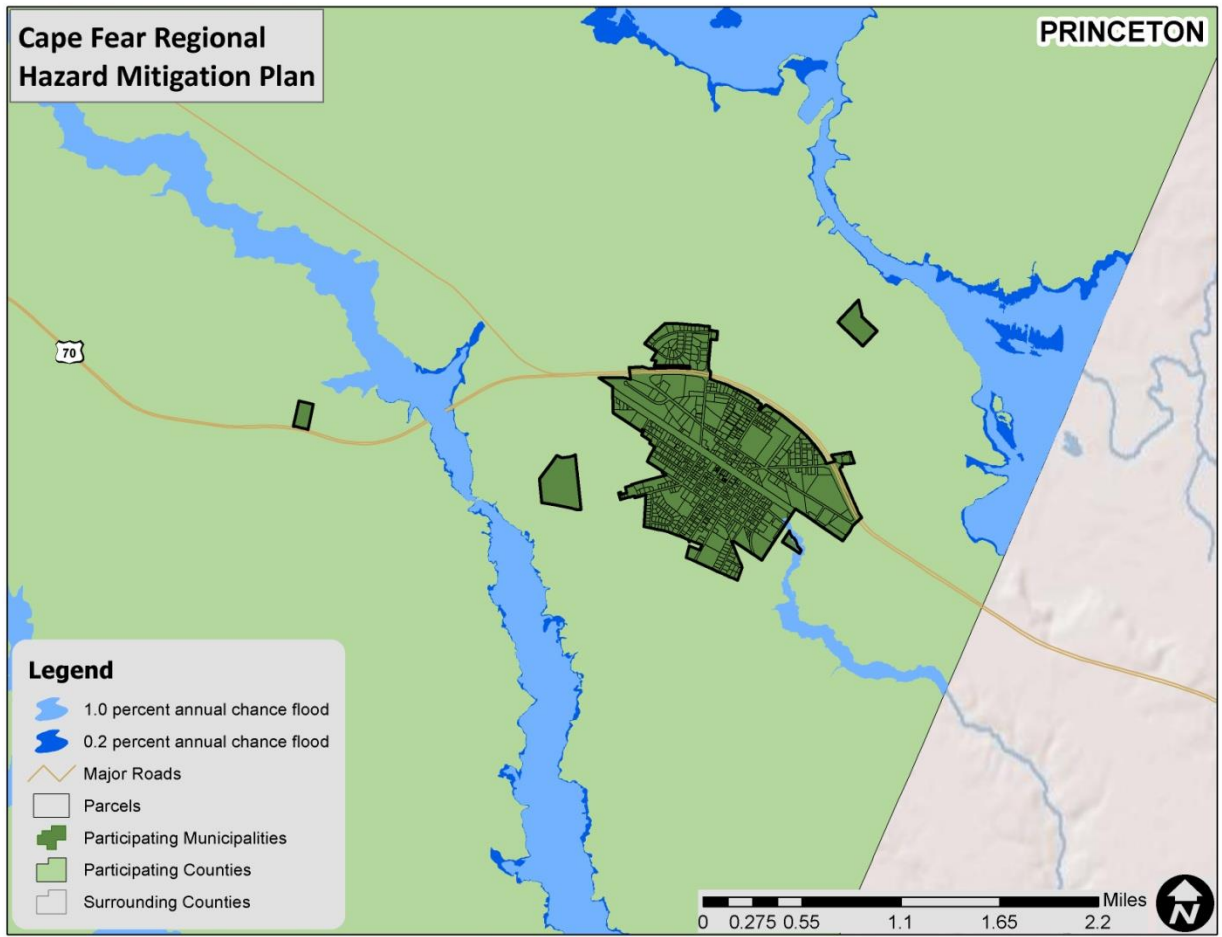 Cape Fear Regional
Hazard Mitigation Plan
PRINCETON
70
Legend
1.0 percent annual chance flood
0.2 percent annual chance flood
Major Roads
Parcels
Participating Municipalities
Participating Counties
Surrounding Counties
Miles
0 0.275 0.55 1.1 1.65 2.2
N